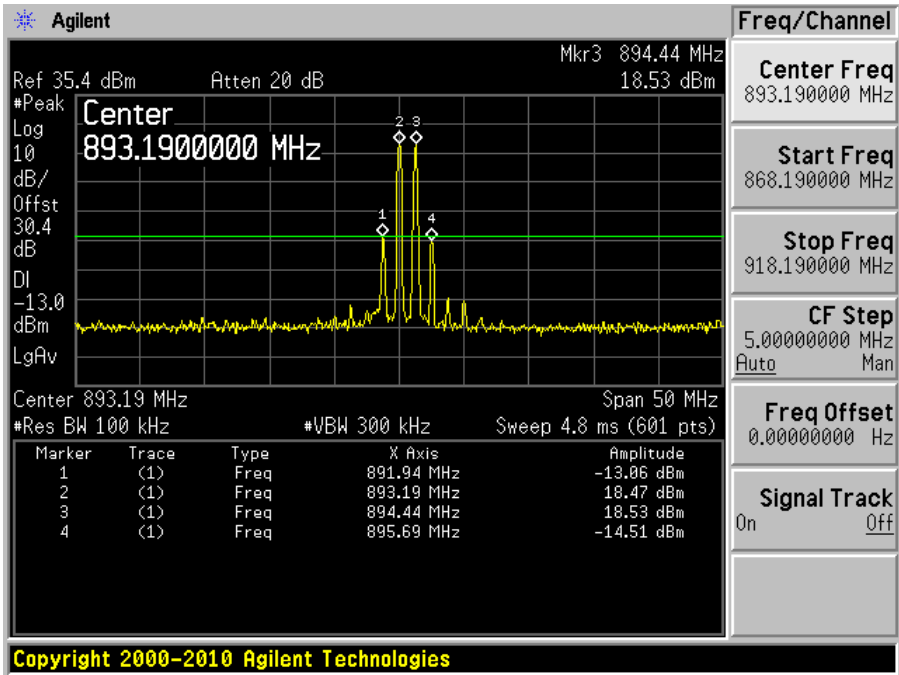 Agilent
Freq/Channel
Mkr3 894.44 MHz
Ref 35.4 dBm Atten 20 dB 18.53 dBm
#Peak
Log
10
dB/
Offst
30.4
dB
DI
-13.0
dBm
LgAv
Center
893.1900000 MHz
1
2
3
4
Center 893.19 MHz Span 50 MHz
#Res BW 100 kHz #VBW 300 kHz Sweep 4.8 ms (601 pts)
Marker Trace Type X Axis Amplitude
1 (1) Freq 891.94 MHz -13.06 dBm
2 (1) Freq 893.19 MHz 18.47 dBm
3 (1) Freq 894.44 MHz 18.53 dBm
4 (1) Freq 895.69 MHz -14.51 dBm
Center Freq
893.190000 MHz
Start Freq
868.190000 MHz
Stop Freq
918.190000 MHz
CF Step
5.00000000 MHz
Auto Man
Freq Offset
0.00000000 Hz
Signal Track
On Off
Copyright 2000-2010 Agilent Technologies